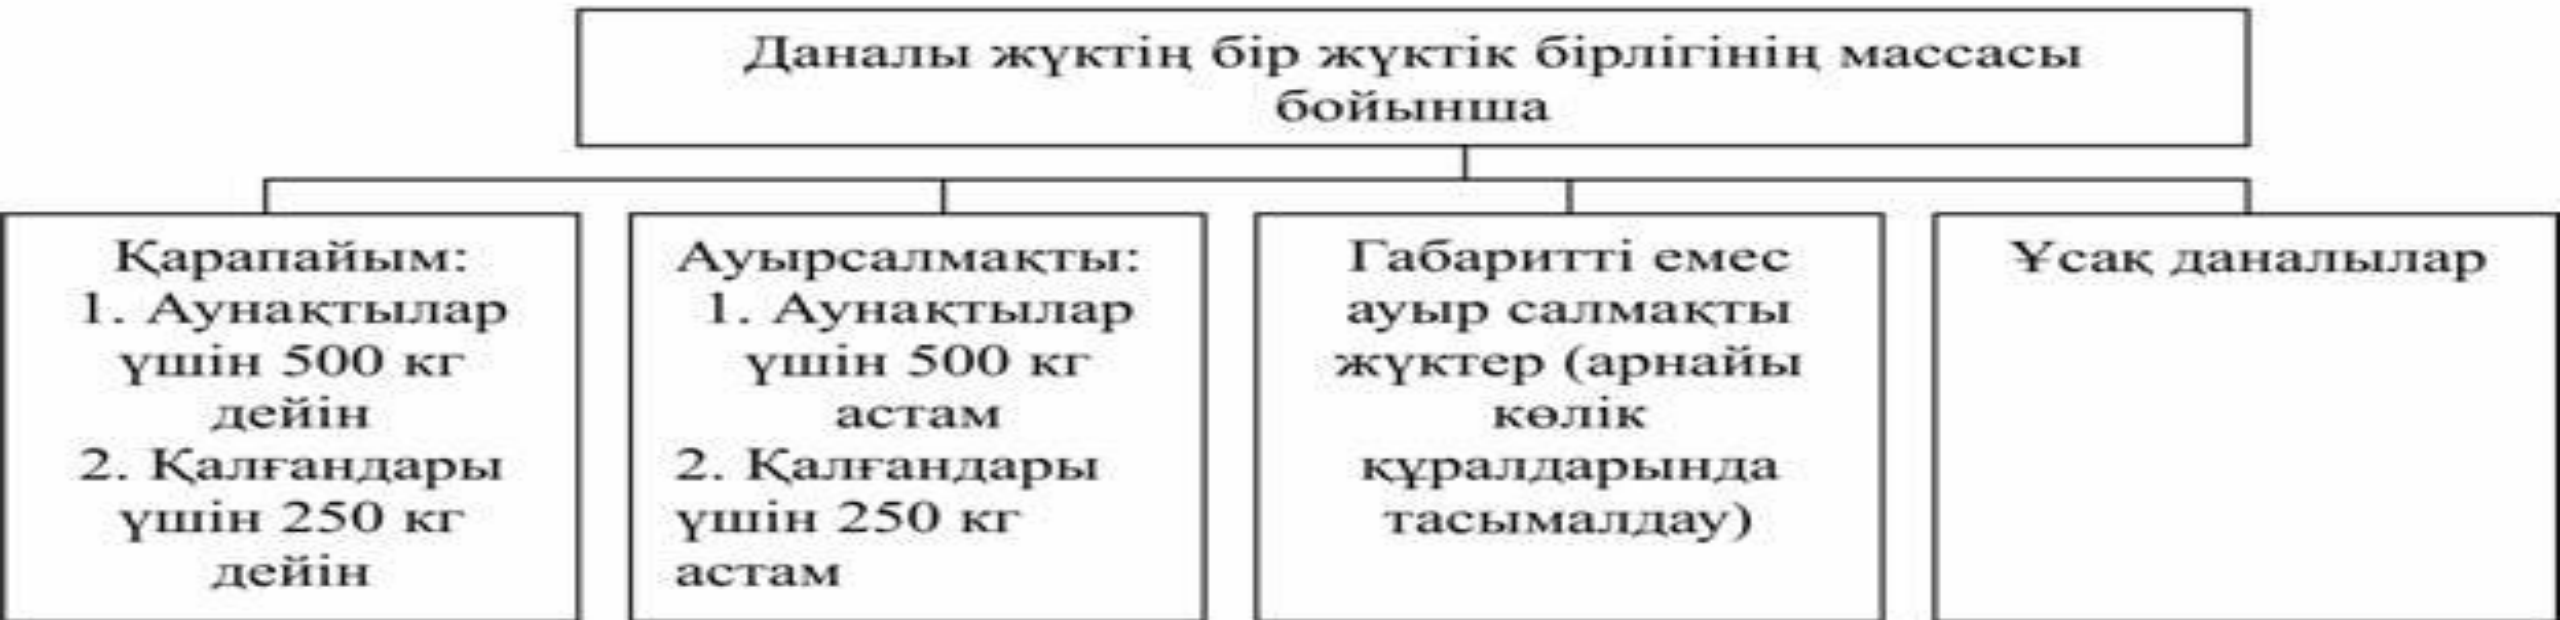 Даналы жүктің бір жүктік бірлігінің массасы
бойынша
Қарапайым:
1. Аунақтылар
үшін 500 кг
дейін
2. Қалғандары
үшін 250 кг
дейін
Ауырсалмақты:
1. Аунақтылар
үшін 500 кг
астам
2. Қалғандары
үшін 250 кг
астам
Габаритті емес
ауыр салмақты
жүктер (арнайы
көлік
құралдарында
тасымалдау)
Ұсақ даналылар